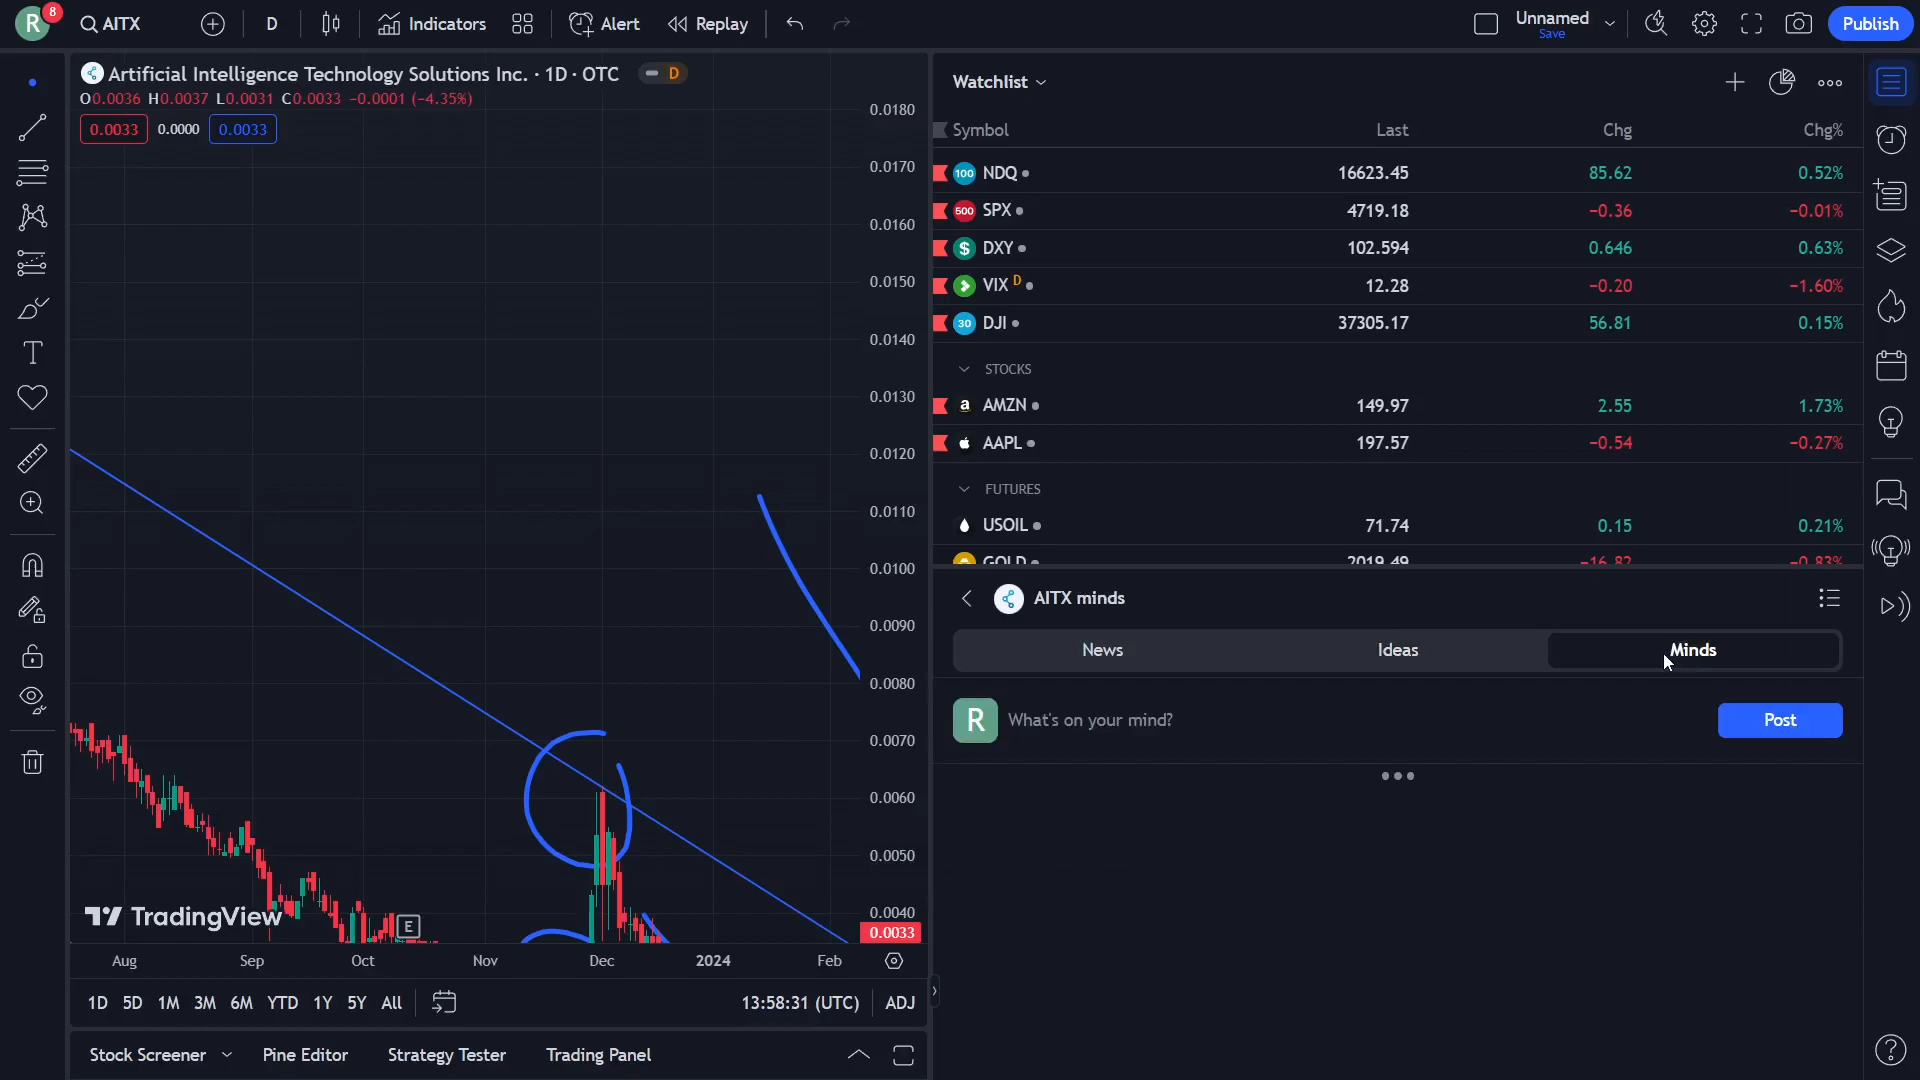 R 8 AITX D Indicators Alert Replay Unnamed Save Publish
Artificial Intelligence Technology Solutions Inc. · 1D · OTC D
O0.0036 H0.0037 L0.0031 C0.0033 −0.0001 (−4.35%)
0.0033 0.0000 0.0033
0.0180
0.0170
0.0160
0.0150
0.0140
0.0130
0.0120
0.0110
0.0100
0.0090
0.0080
0.0070
0.0060
0.0050
0.0040
0.0033
E
TradingView
Aug Sep Oct Nov Dec 2024 Feb
1D 5D 1M 3M 6M YTD 1Y 5Y All 13:58:31 (UTC) ADJ
Stock Screener Pine Editor Strategy Tester Trading Panel
Watchlist
Symbol Last Chg Chg%
100 NDQ 16623.45 85.62 0.52%
500 SPX 4719.18 −0.36 −0.01%
$ DXY 102.594 0.646 0.63%
VIX D 12.28 −0.20 −1.60%
30 DJI 37305.17 56.81 0.15%
STOCKS
a AMZN 149.97 2.55 1.73%
AAPL 197.57 −0.54 −0.27%
FUTURES
USOIL 71.74 0.15 0.21%
GOLD 2019.49 −16.82 −0.83%
AITX minds
News Ideas Minds
R What's on your mind? Post